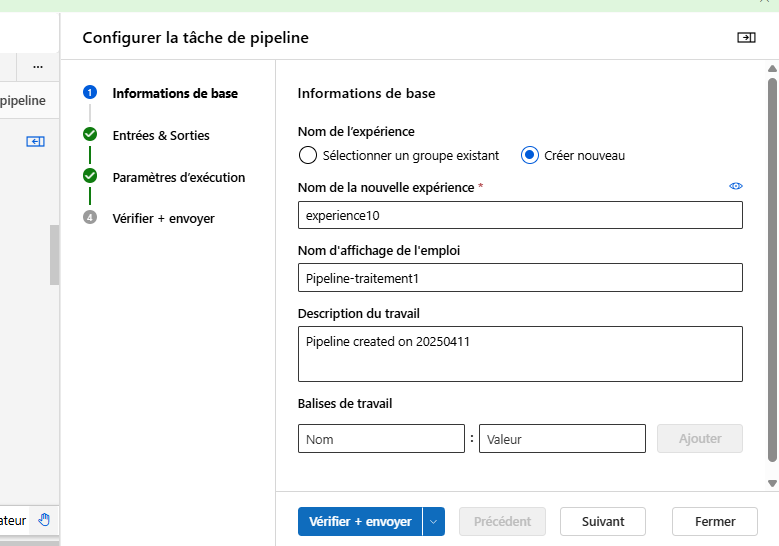 Configurer la tâche de pipeline
...
pipeline
1 Informations de base
Entrées & Sorties
Paramètres d'exécution
4 Vérifier + envoyer
Informations de base
Nom de l'expérience
Sélectionner un groupe existant Créer nouveau
Nom de la nouvelle expérience *
experience10
Nom d'affichage de l'emploi
Pipeline-traitement1
Description du travail
Pipeline created on 20250411
Balises de travail
Nom : Valeur Ajouter
ateur
Vérifier + envoyer Précédent Suivant Fermer